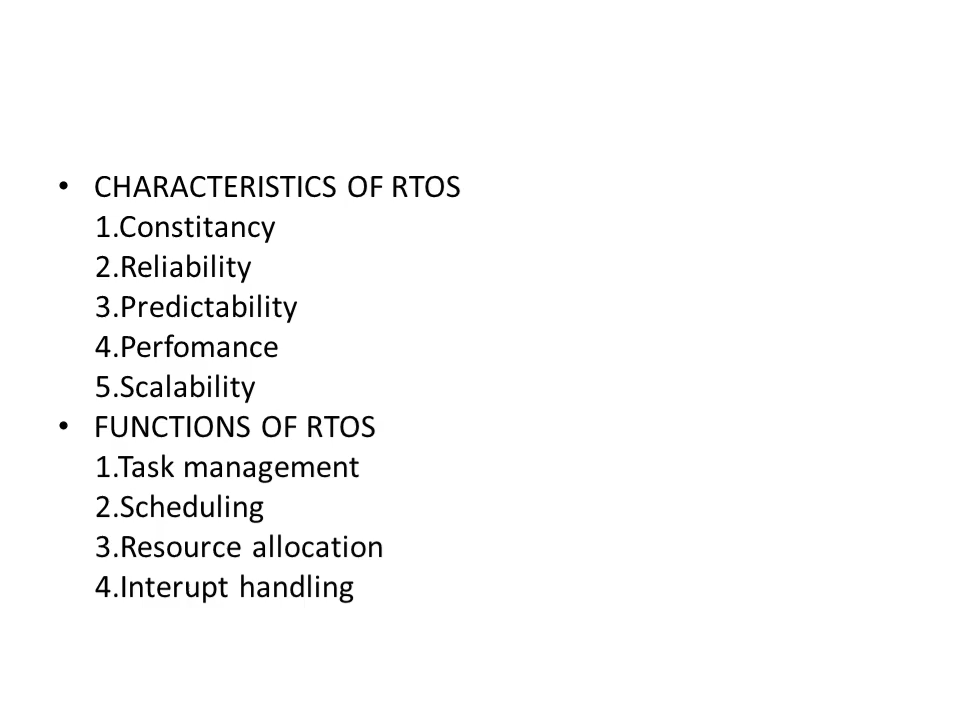 • CHARACTERISTICS OF RTOS
1.Constitancy
2.Reliability
3.Predictability
4.Perfomance
5.Scalability
• FUNCTIONS OF RTOS
1.Task management
2.Scheduling
3.Resource allocation
4.Interupt handling